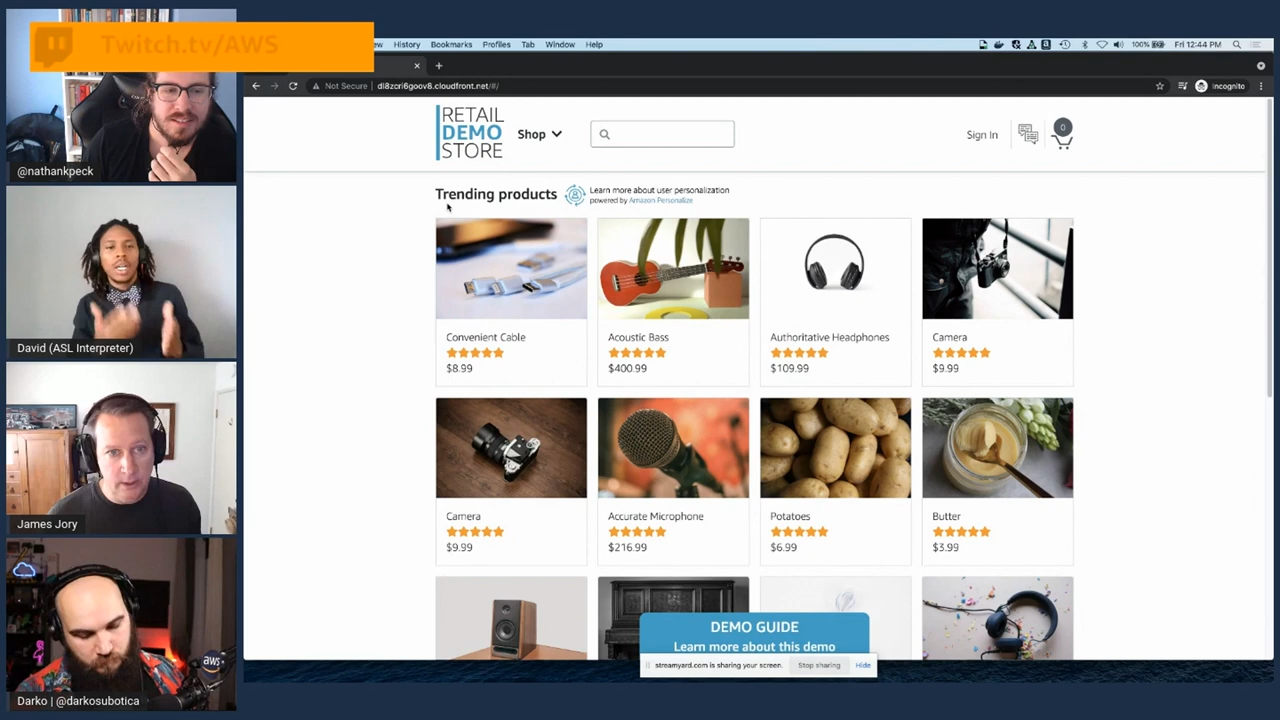 Twitch.tv/AWS
@nathankpeck
David (ASL Interpreter)
James Jory
aws
Darko | @darkosubotica
History Bookmarks Profiles Tab Window Help
100% Fri 12:44 PM
Not Secure
Incognito
RETAIL
DEMO
STORE
Shop
Sign In
0
Trending products
Learn more about user personalization
powered by Amazon Personalize
Convenient Cable
$8.99
Acoustic Bass
$400.99
Authoritative Headphones
$109.99
Camera
$9.99
Camera
$9.99
Accurate Microphone
$216.99
Potatoes
$6.99
Butter
$3.99
DEMO GUIDE
Learn more about this demo
streamyard.com is sharing your screen.
Stop sharing
Hide